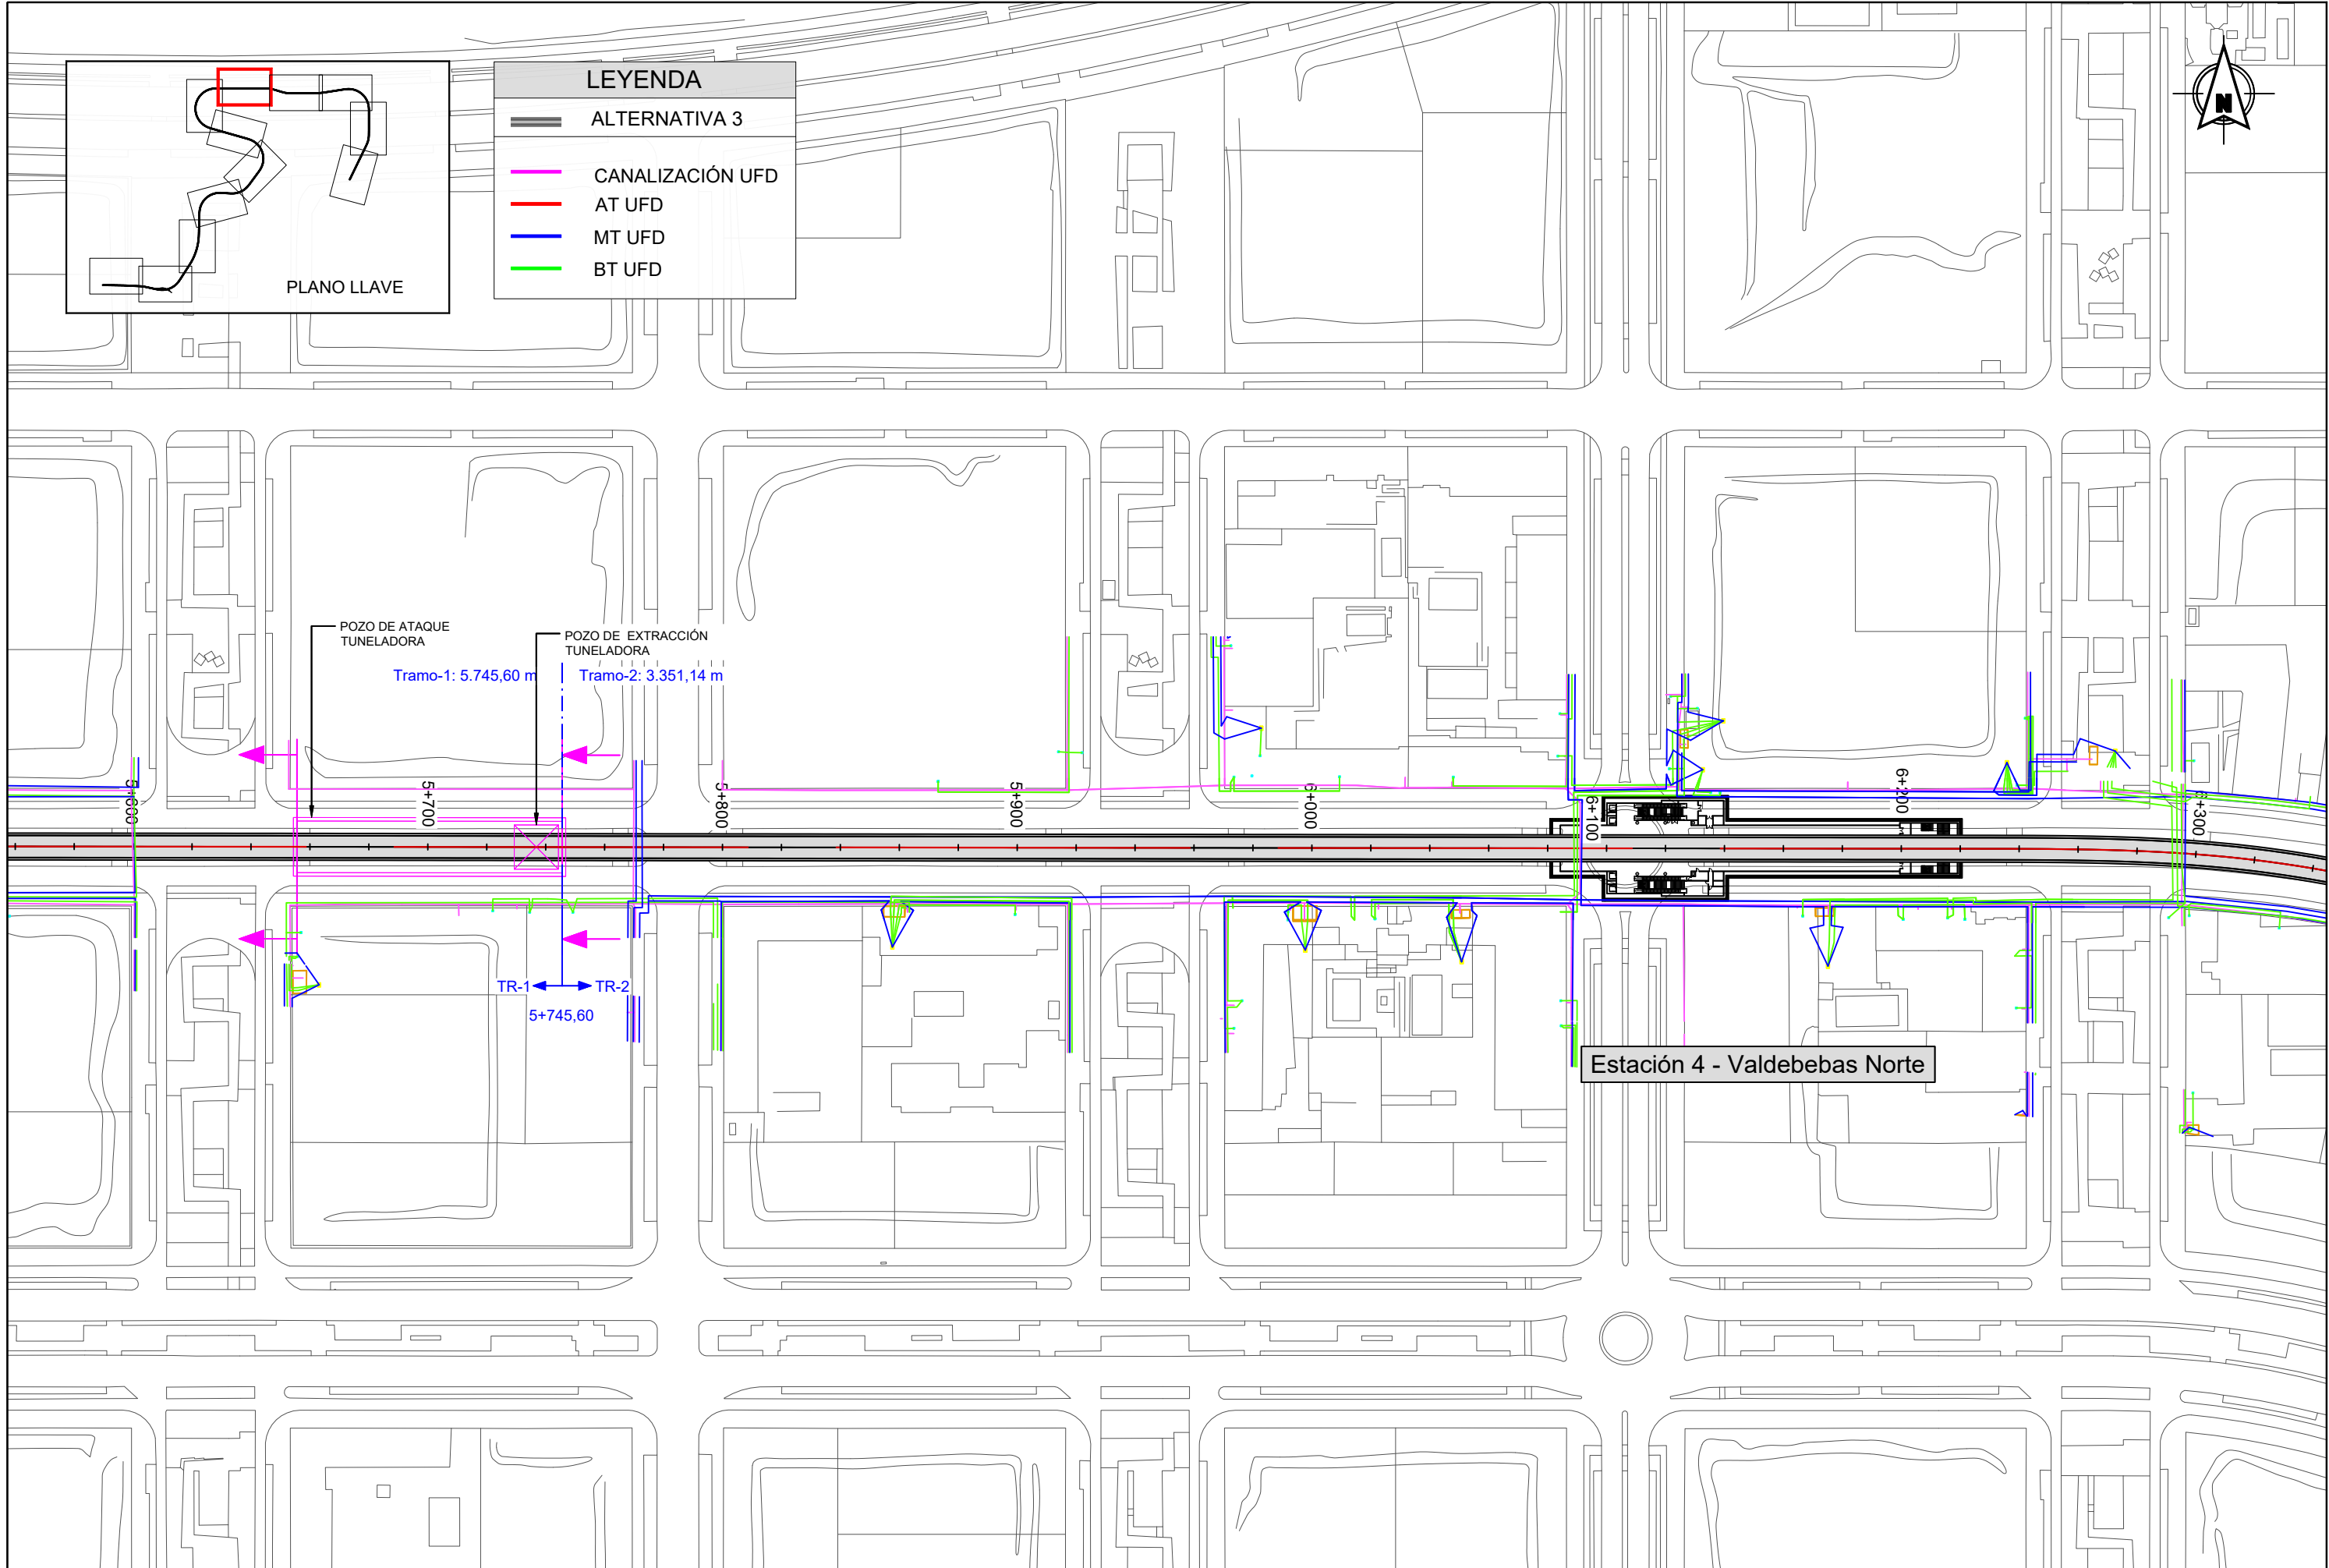 LEYENDA
ALTERNATIVA 3
CANALIZACIÓN UFD
AT UFD
MT UFD
BT UFD
PLANO LLAVE
N
POZO DE ATAQUE
TUNELADORA
POZO DE EXTRACCIÓN
TUNELADORA
Tramo-1: 5.745,60 m
Tramo-2: 3.351,14 m
5+600
5+700
5+800
5+900
6+000
6+100
6+200
6+300
TR-1
TR-2
5+745,60
Estación 4 - Valdebebas Norte